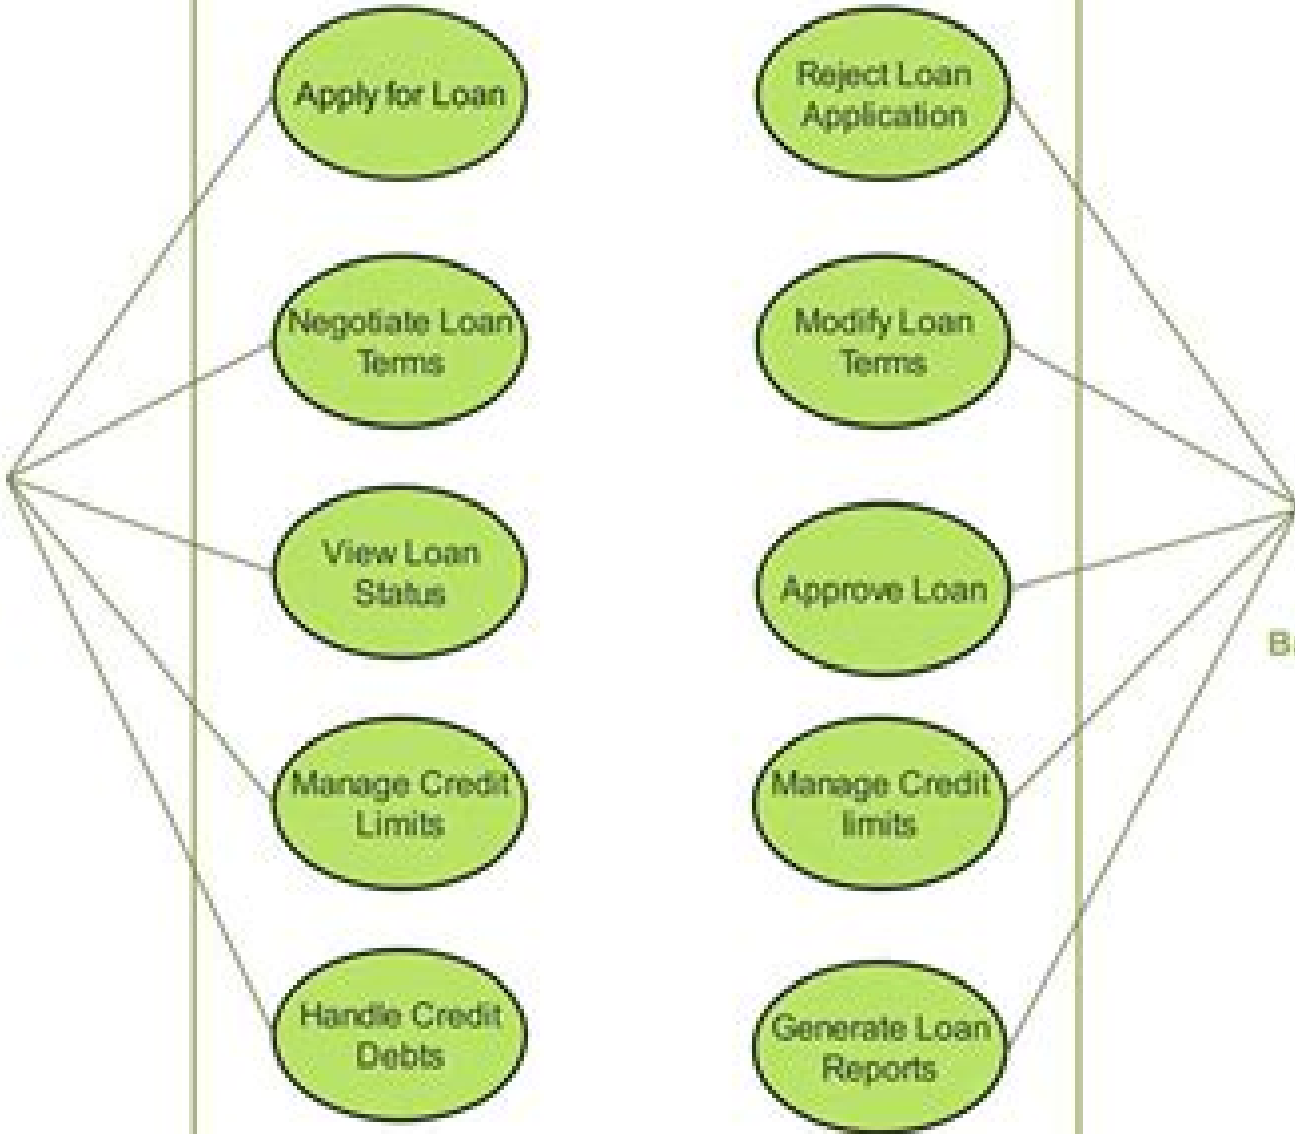 Apply for Loan
Negotiate Loan
Terms
View Loan
Status
Manage Credit
Limits
Handle Credit
Debts
Reject Loan
Application
Modify Loan
Terms
Approve Loan
Manage Credit
limits
Generate Loan
Reports